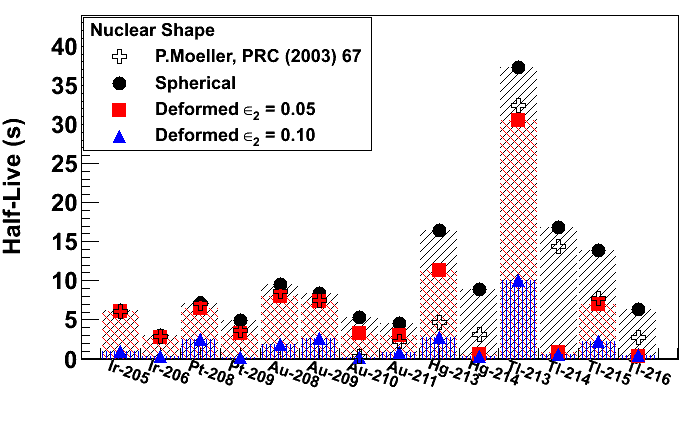 Nuclear Shape
P.Moeller, PRC (2003) 67
Spherical
Deformed ∈2 = 0.05
Deformed ∈2 = 0.10
Half-Live (s)
40
35
30
25
20
15
10
5
0
Ir-205
Ir-206
Pt-208
Pt-209
Au-208
Au-209
Au-210
Au-211
Hg-213
Hg-214
Tl-213
Tl-214
Tl-215
Tl-216